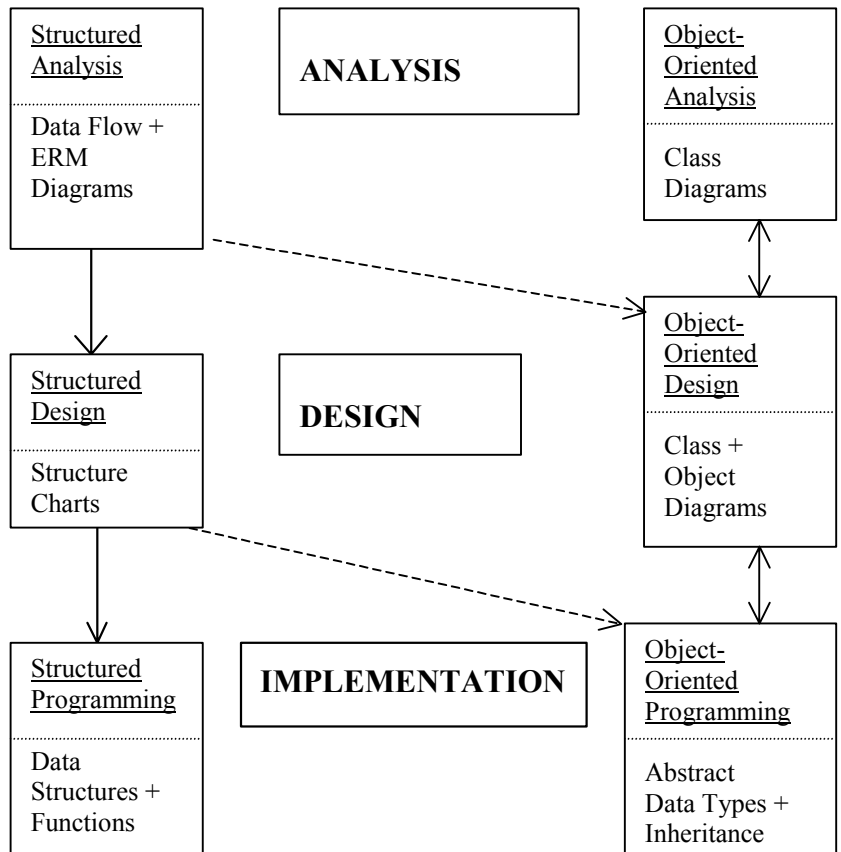 Structured
Analysis
Data Flow +
ERM
Diagrams
ANALYSIS
Object-
Oriented
Analysis
Class
Diagrams
Structured
Design
Structure
Charts
DESIGN
Object-
Oriented
Design
Class +
Object
Diagrams
Structured
Programming
Data
Structures +
Functions
IMPLEMENTATION
Object-
Oriented
Programming
Abstract
Data Types +
Inheritance